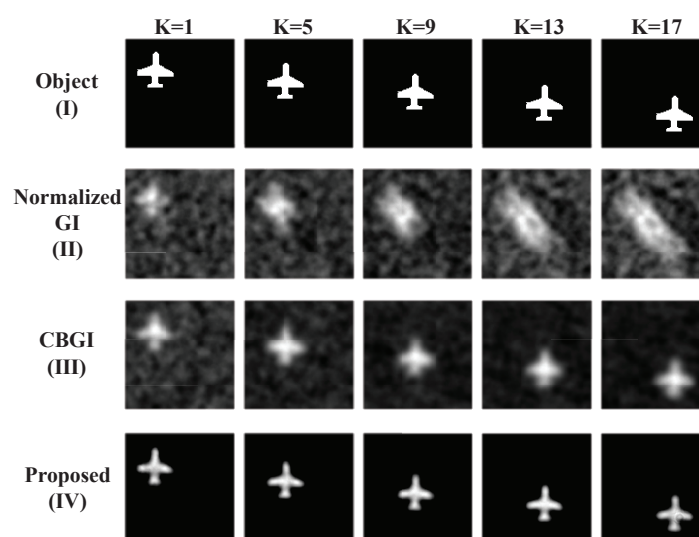 K=1 K=5 K=9 K=13 K=17
Object
(I)
Normalized
GI
(II)
CBGI
(III)
Proposed
(IV)